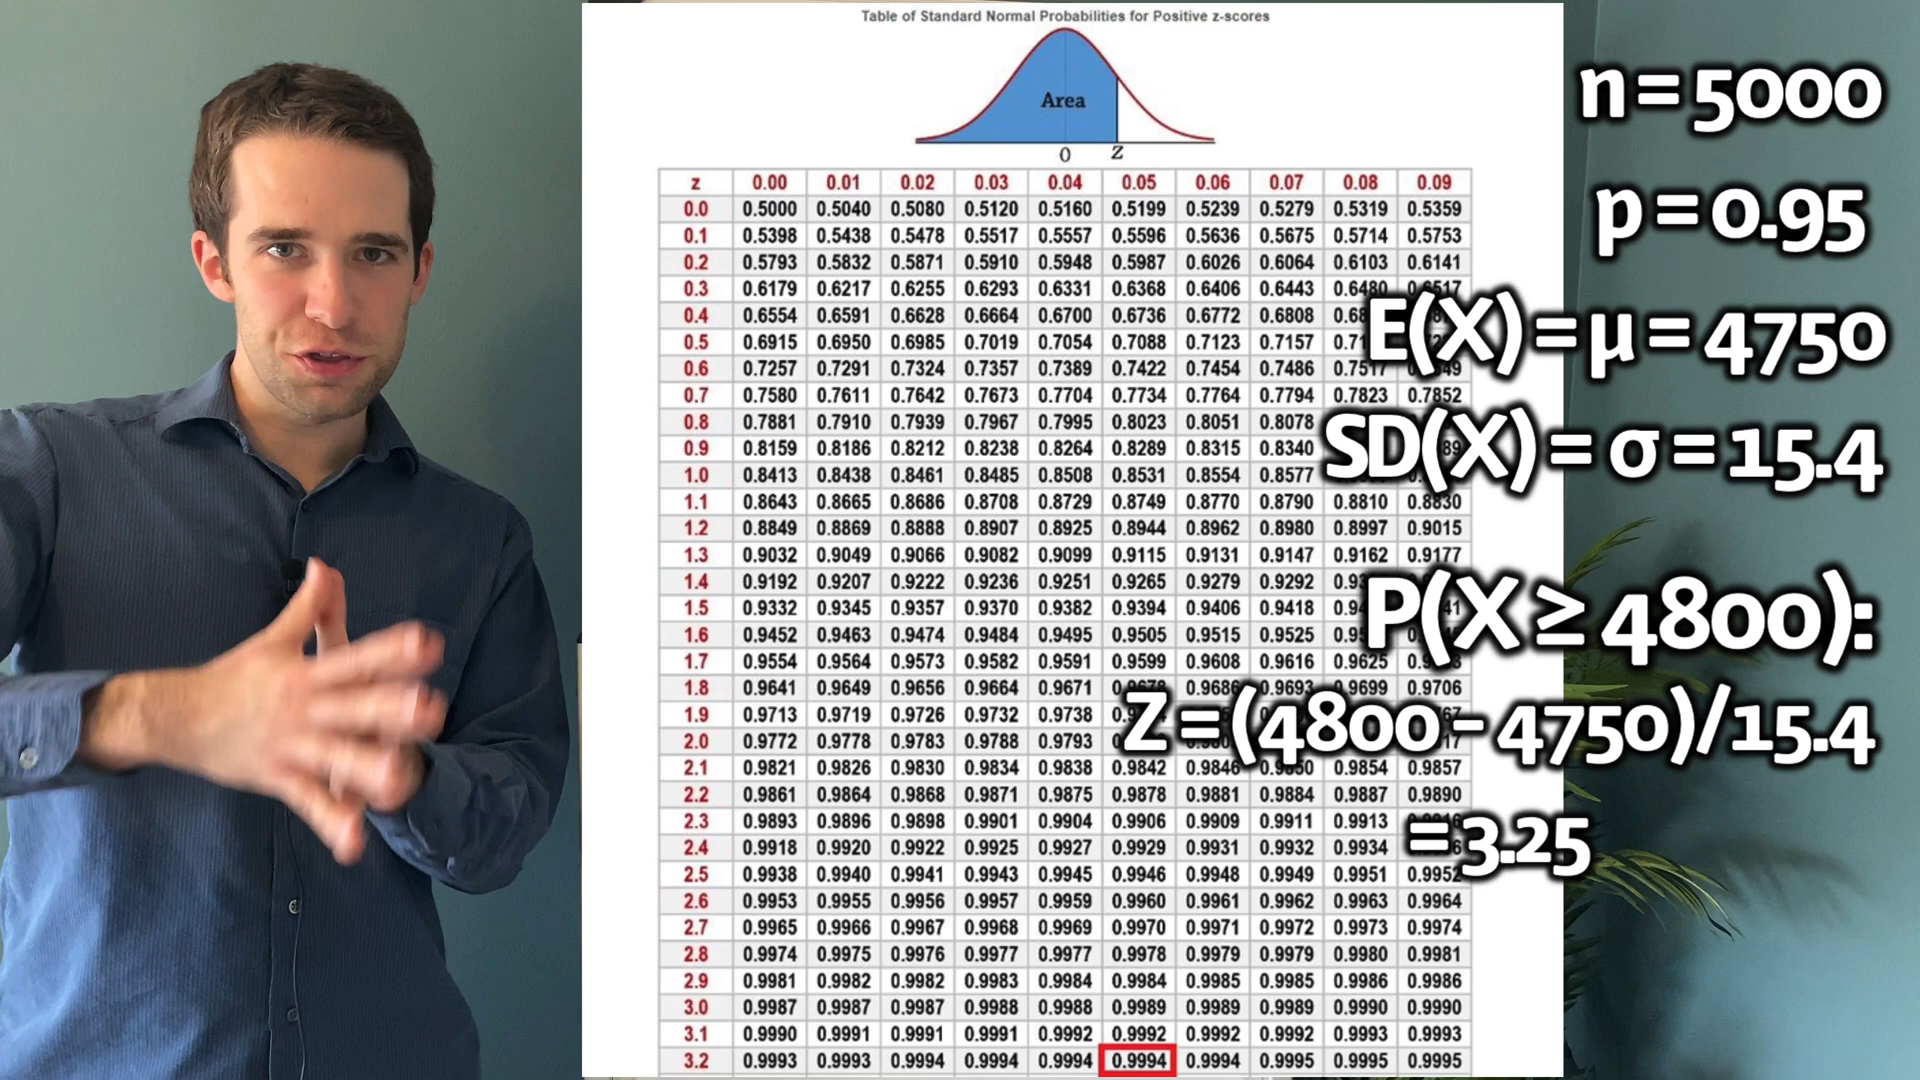 Table of Standard Normal Probabilities for Positive z-scores
Area
0 Z
z 0.00 0.01 0.02 0.03 0.04 0.05 0.06 0.07 0.08 0.09
0.0 0.5000 0.5040 0.5080 0.5120 0.5160 0.5199 0.5239 0.5279 0.5319 0.5359
0.1 0.5398 0.5438 0.5478 0.5517 0.5557 0.5596 0.5636 0.5675 0.5714 0.5753
0.2 0.5793 0.5832 0.5871 0.5910 0.5948 0.5987 0.6026 0.6064 0.6103 0.6141
0.3 0.6179 0.6217 0.6255 0.6293 0.6331 0.6368 0.6406 0.6443 0.6480
0.4 0.6554 0.6591 0.6628 0.6664 0.6700 0.6736 0.6772 0.6808
0.5 0.6915 0.6950 0.6985 0.7019 0.7054 0.7088 0.7123 0.7157
0.6 0.7257 0.7291 0.7324 0.7357 0.7389 0.7422 0.7454 0.7486 0.7517
0.7 0.7580 0.7611 0.7642 0.7673 0.7704 0.7734 0.7764 0.7794 0.7823 0.7852
0.8 0.7881 0.7910 0.7939 0.7967 0.7995 0.8023 0.8051 0.8078
0.9 0.8159 0.8186 0.8212 0.8238 0.8264 0.8289 0.8315 0.8340
1.0 0.8413 0.8438 0.8461 0.8485 0.8508 0.8531 0.8554 0.8577
1.1 0.8643 0.8665 0.8686 0.8708 0.8729 0.8749 0.8770 0.8790 0.8810 0.8830
1.2 0.8849 0.8869 0.8888 0.8907 0.8925 0.8944 0.8962 0.8980 0.8997 0.9015
1.3 0.9032 0.9049 0.9066 0.9082 0.9099 0.9115 0.9131 0.9147 0.9162 0.9177
1.4 0.9192 0.9207 0.9222 0.9236 0.9251 0.9265 0.9279 0.9292
1.5 0.9332 0.9345 0.9357 0.9370 0.9382 0.9394 0.9406 0.9418
1.6 0.9452 0.9463 0.9474 0.9484 0.9495 0.9505 0.9515 0.9525
1.7 0.9554 0.9564 0.9573 0.9582 0.9591 0.9599 0.9608 0.9616 0.9625
1.8 0.9641 0.9649 0.9656 0.9664 0.9671 0.9686 0.9693 0.9699 0.9706
1.9 0.9713 0.9719 0.9726 0.9732 0.9738
2.0 0.9772 0.9778 0.9783 0.9788 0.9793
2.1 0.9821 0.9826 0.9830 0.9834 0.9838 0.9842 0.9846 0.9850 0.9854 0.9857
2.2 0.9861 0.9864 0.9868 0.9871 0.9875 0.9878 0.9881 0.9884 0.9887 0.9890
2.3 0.9893 0.9896 0.9898 0.9901 0.9904 0.9906 0.9909 0.9911 0.9913
2.4 0.9918 0.9920 0.9922 0.9925 0.9927 0.9929 0.9931 0.9932 0.9934
2.5 0.9938 0.9940 0.9941 0.9943 0.9945 0.9946 0.9948 0.9949 0.9951 0.9952
2.6 0.9953 0.9955 0.9956 0.9957 0.9959 0.9960 0.9961 0.9962 0.9963 0.9964
2.7 0.9965 0.9966 0.9967 0.9968 0.9969 0.9970 0.9971 0.9972 0.9973 0.9974
2.8 0.9974 0.9975 0.9976 0.9977 0.9977 0.9978 0.9979 0.9979 0.9980 0.9981
2.9 0.9981 0.9982 0.9982 0.9983 0.9984 0.9984 0.9985 0.9985 0.9986 0.9986
3.0 0.9987 0.9987 0.9987 0.9988 0.9988 0.9989 0.9989 0.9989 0.9990 0.9990
3.1 0.9990 0.9991 0.9991 0.9991 0.9992 0.9992 0.9992 0.9992 0.9993 0.9993
3.2 0.9993 0.9993 0.9994 0.9994 0.9994 0.9994 0.9994 0.9995 0.9995 0.9995
n = 5000
p = 0.95
E(X) = μ = 4750
SD(X) = σ = 15.4
P(X ≥ 4800):
Z = (4800 - 4750)/15.4
= 3.25